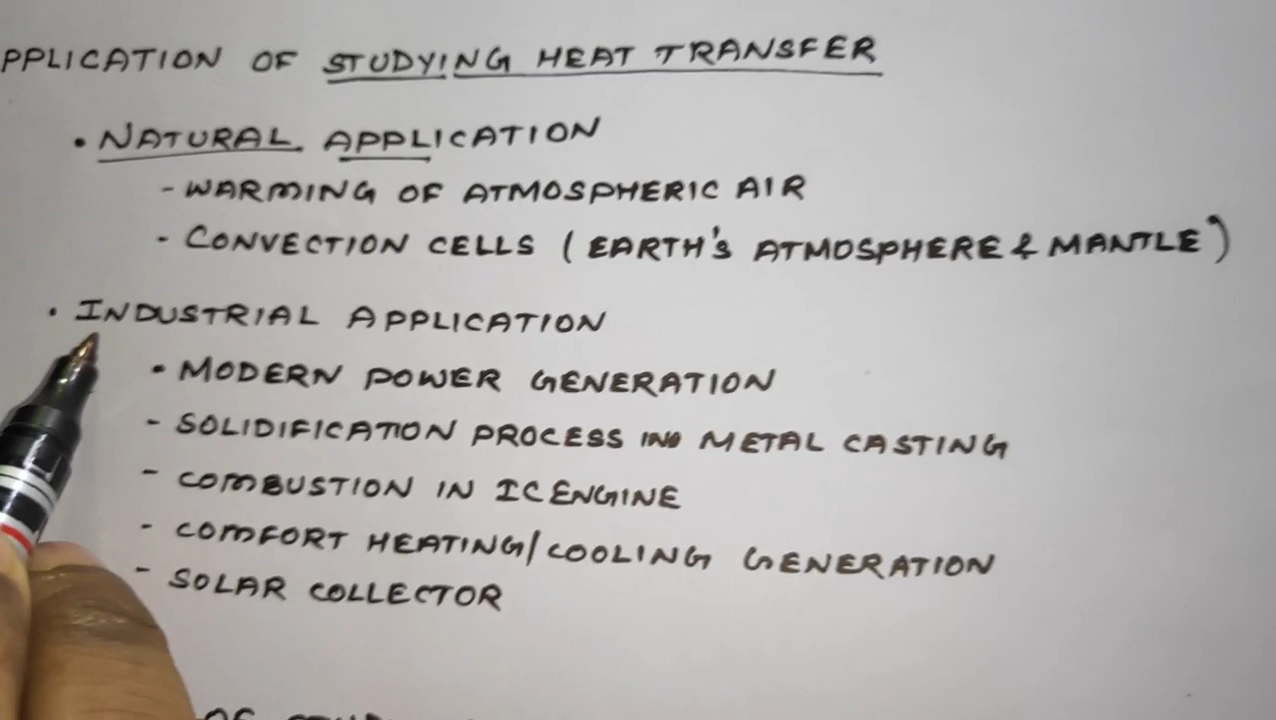 PPLICATION OF STUDYING HEAT TRANSFER
• NATURAL APPLICATION
- WARMING OF ATMOSPHERIC AIR
- CONVECTION CELLS (EARTH'S ATMOSPHERE & MANTLE)
• INDUSTRIAL APPLICATION
• MODERN POWER GENERATION
- SOLIDIFICATION PROCESS IN METAL CASTING
- COMBUSTION IN IC ENGINE
- COMFORT HEATING/COOLING GENERATION
- SOLAR COLLECTOR
OF